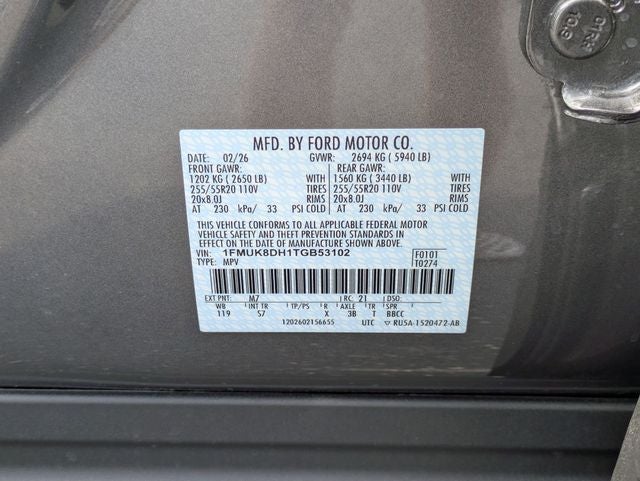 MFD. BY FORD MOTOR CO.
DATE: 02/26 GVWR: 2694 KG ( 5940 LB)
FRONT GAWR: REAR GAWR:
1202 KG ( 2650 LB) WITH 1560 KG ( 3440 LB) WITH
255/55R20 110V TIRES 255/55R20 110V TIRES
20x8.0J RIMS 20x8.0J RIMS
AT 230 kPa/ 33 PSI COLD AT 230 kPa/ 33 PSI COLD
THIS VEHICLE CONFORMS TO ALL APPLICABLE FEDERAL MOTOR
VEHICLE SAFETY AND THEFT PREVENTION STANDARDS IN
EFFECT ON THE DATE OF MANUFACTURE SHOWN ABOVE.
VIN: 1FMUK8DH1TGB53102 F0101
TYPE: MPV T0274
EXT PNT: M7 RC: 21 DSO:
WB INT TR TP/PS R AXLE TR SPR
119 S7 X 3B T BBCC
1202602156655 UTC ▽ RU5A-1520472-AB
10.9